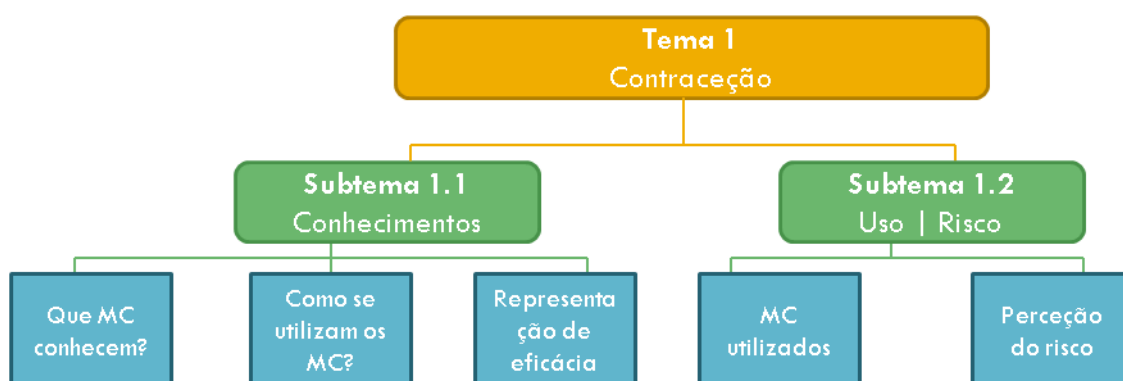 Tema 1
Contraceção
Subtema 1.1
Conhecimentos
Subtema 1.2
Uso | Risco
Que MC
conhecem?
Como se
utilizam os
MC?
Representa
ção de
eficácia
MC
utilizados
Perceção
do risco